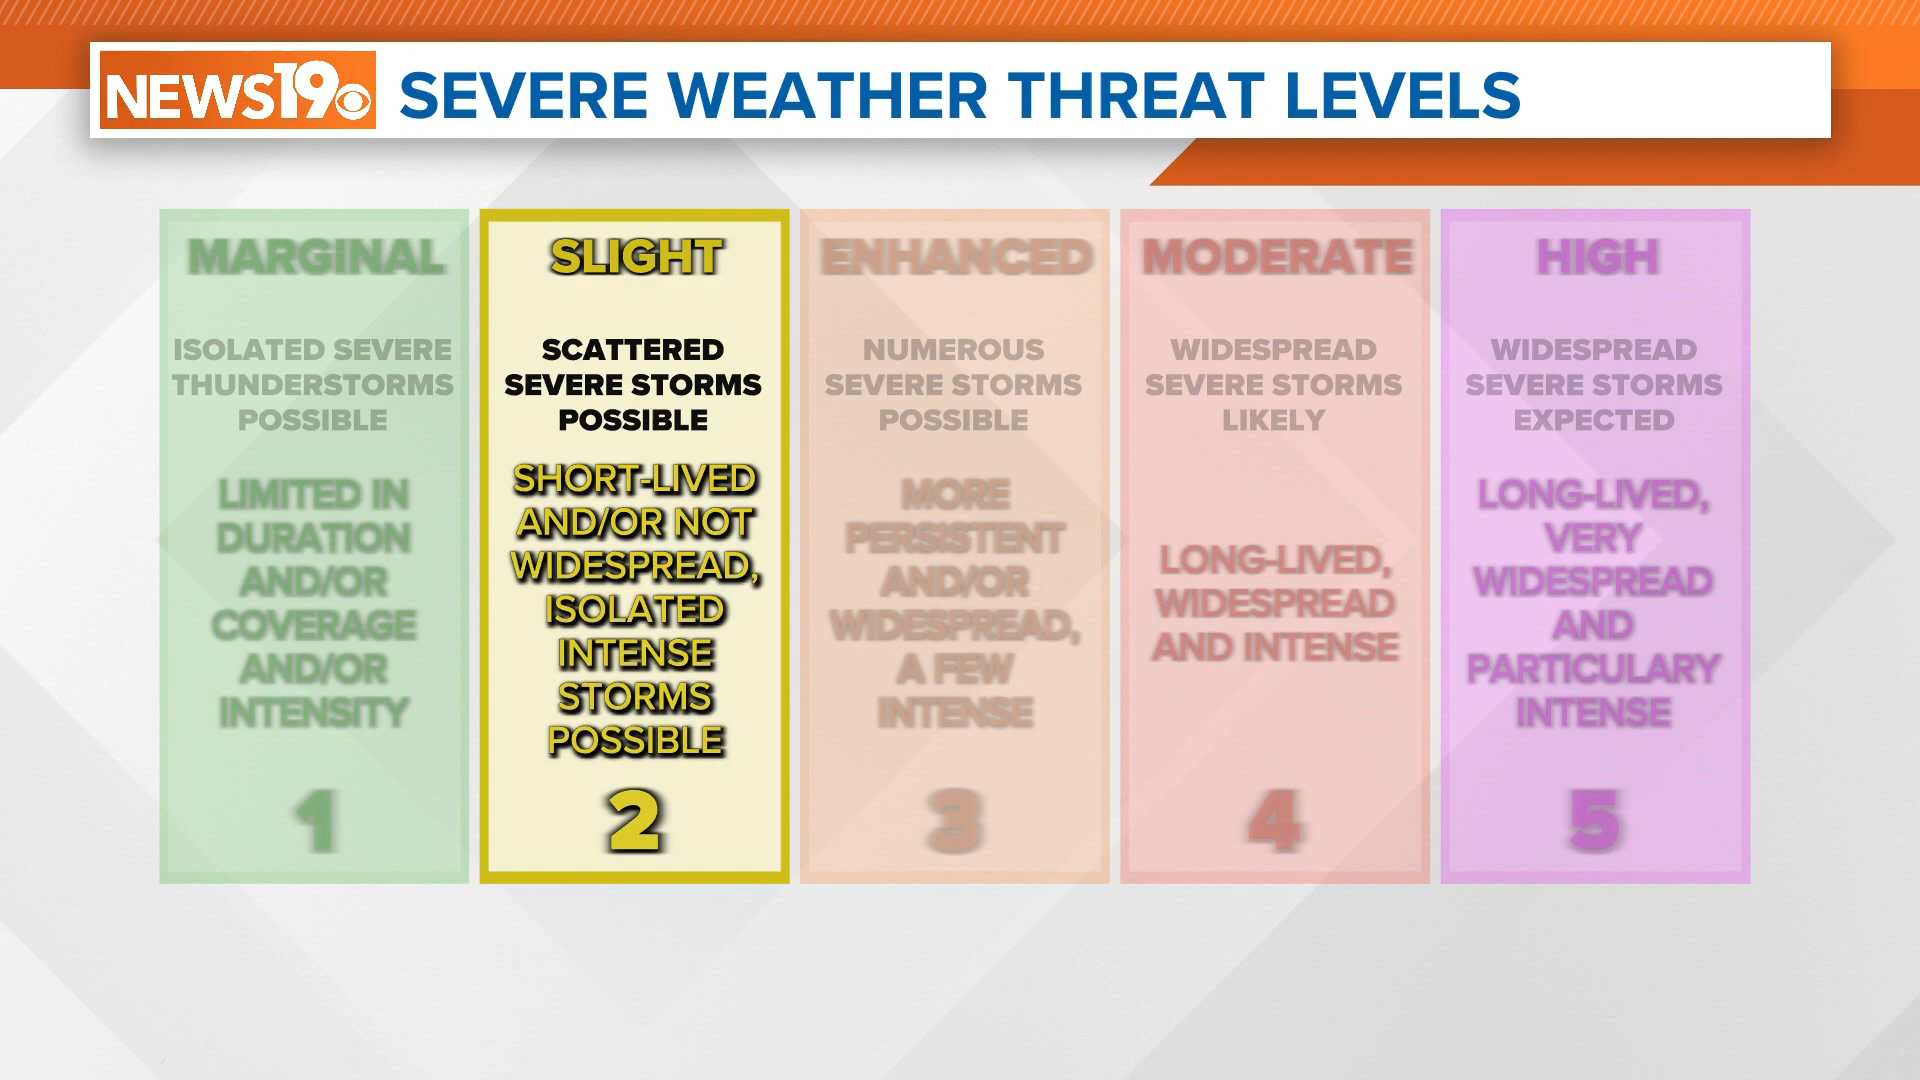 NEWS19 SEVERE WEATHER THREAT LEVELS
MARGINAL
ISOLATED SEVERE
THUNDERSTORMS
POSSIBLE
LIMITED IN
DURATION
AND/OR
COVERAGE
AND/OR
INTENSITY
1
SLIGHT
SCATTERED
SEVERE STORMS
POSSIBLE
SHORT-LIVED
AND/OR NOT
WIDESPREAD,
ISOLATED
INTENSE
STORMS
POSSIBLE
2
ENHANCED
NUMEROUS
SEVERE STORMS
POSSIBLE
MORE
PERSISTENT
AND/OR
WIDESPREAD,
A FEW
INTENSE
3
MODERATE
WIDESPREAD
SEVERE STORMS
LIKELY
LONG-LIVED,
WIDESPREAD
AND INTENSE
4
HIGH
WIDESPREAD
SEVERE STORMS
EXPECTED
LONG-LIVED,
VERY
WIDESPREAD
AND
PARTICULARY
INTENSE
5